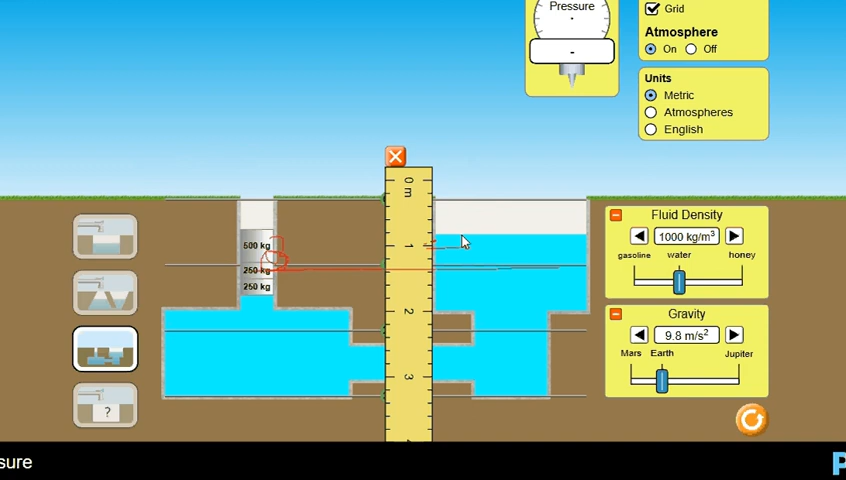 Pressure
-
Grid
Atmosphere
On Off
Units
Metric
Atmospheres
English
0 m
1
2
3
500 kg
250 kg
250 kg
Fluid Density
1000 kg/m³
gasoline water honey
Gravity
9.8 m/s²
Mars Earth Jupiter
?
sure
P